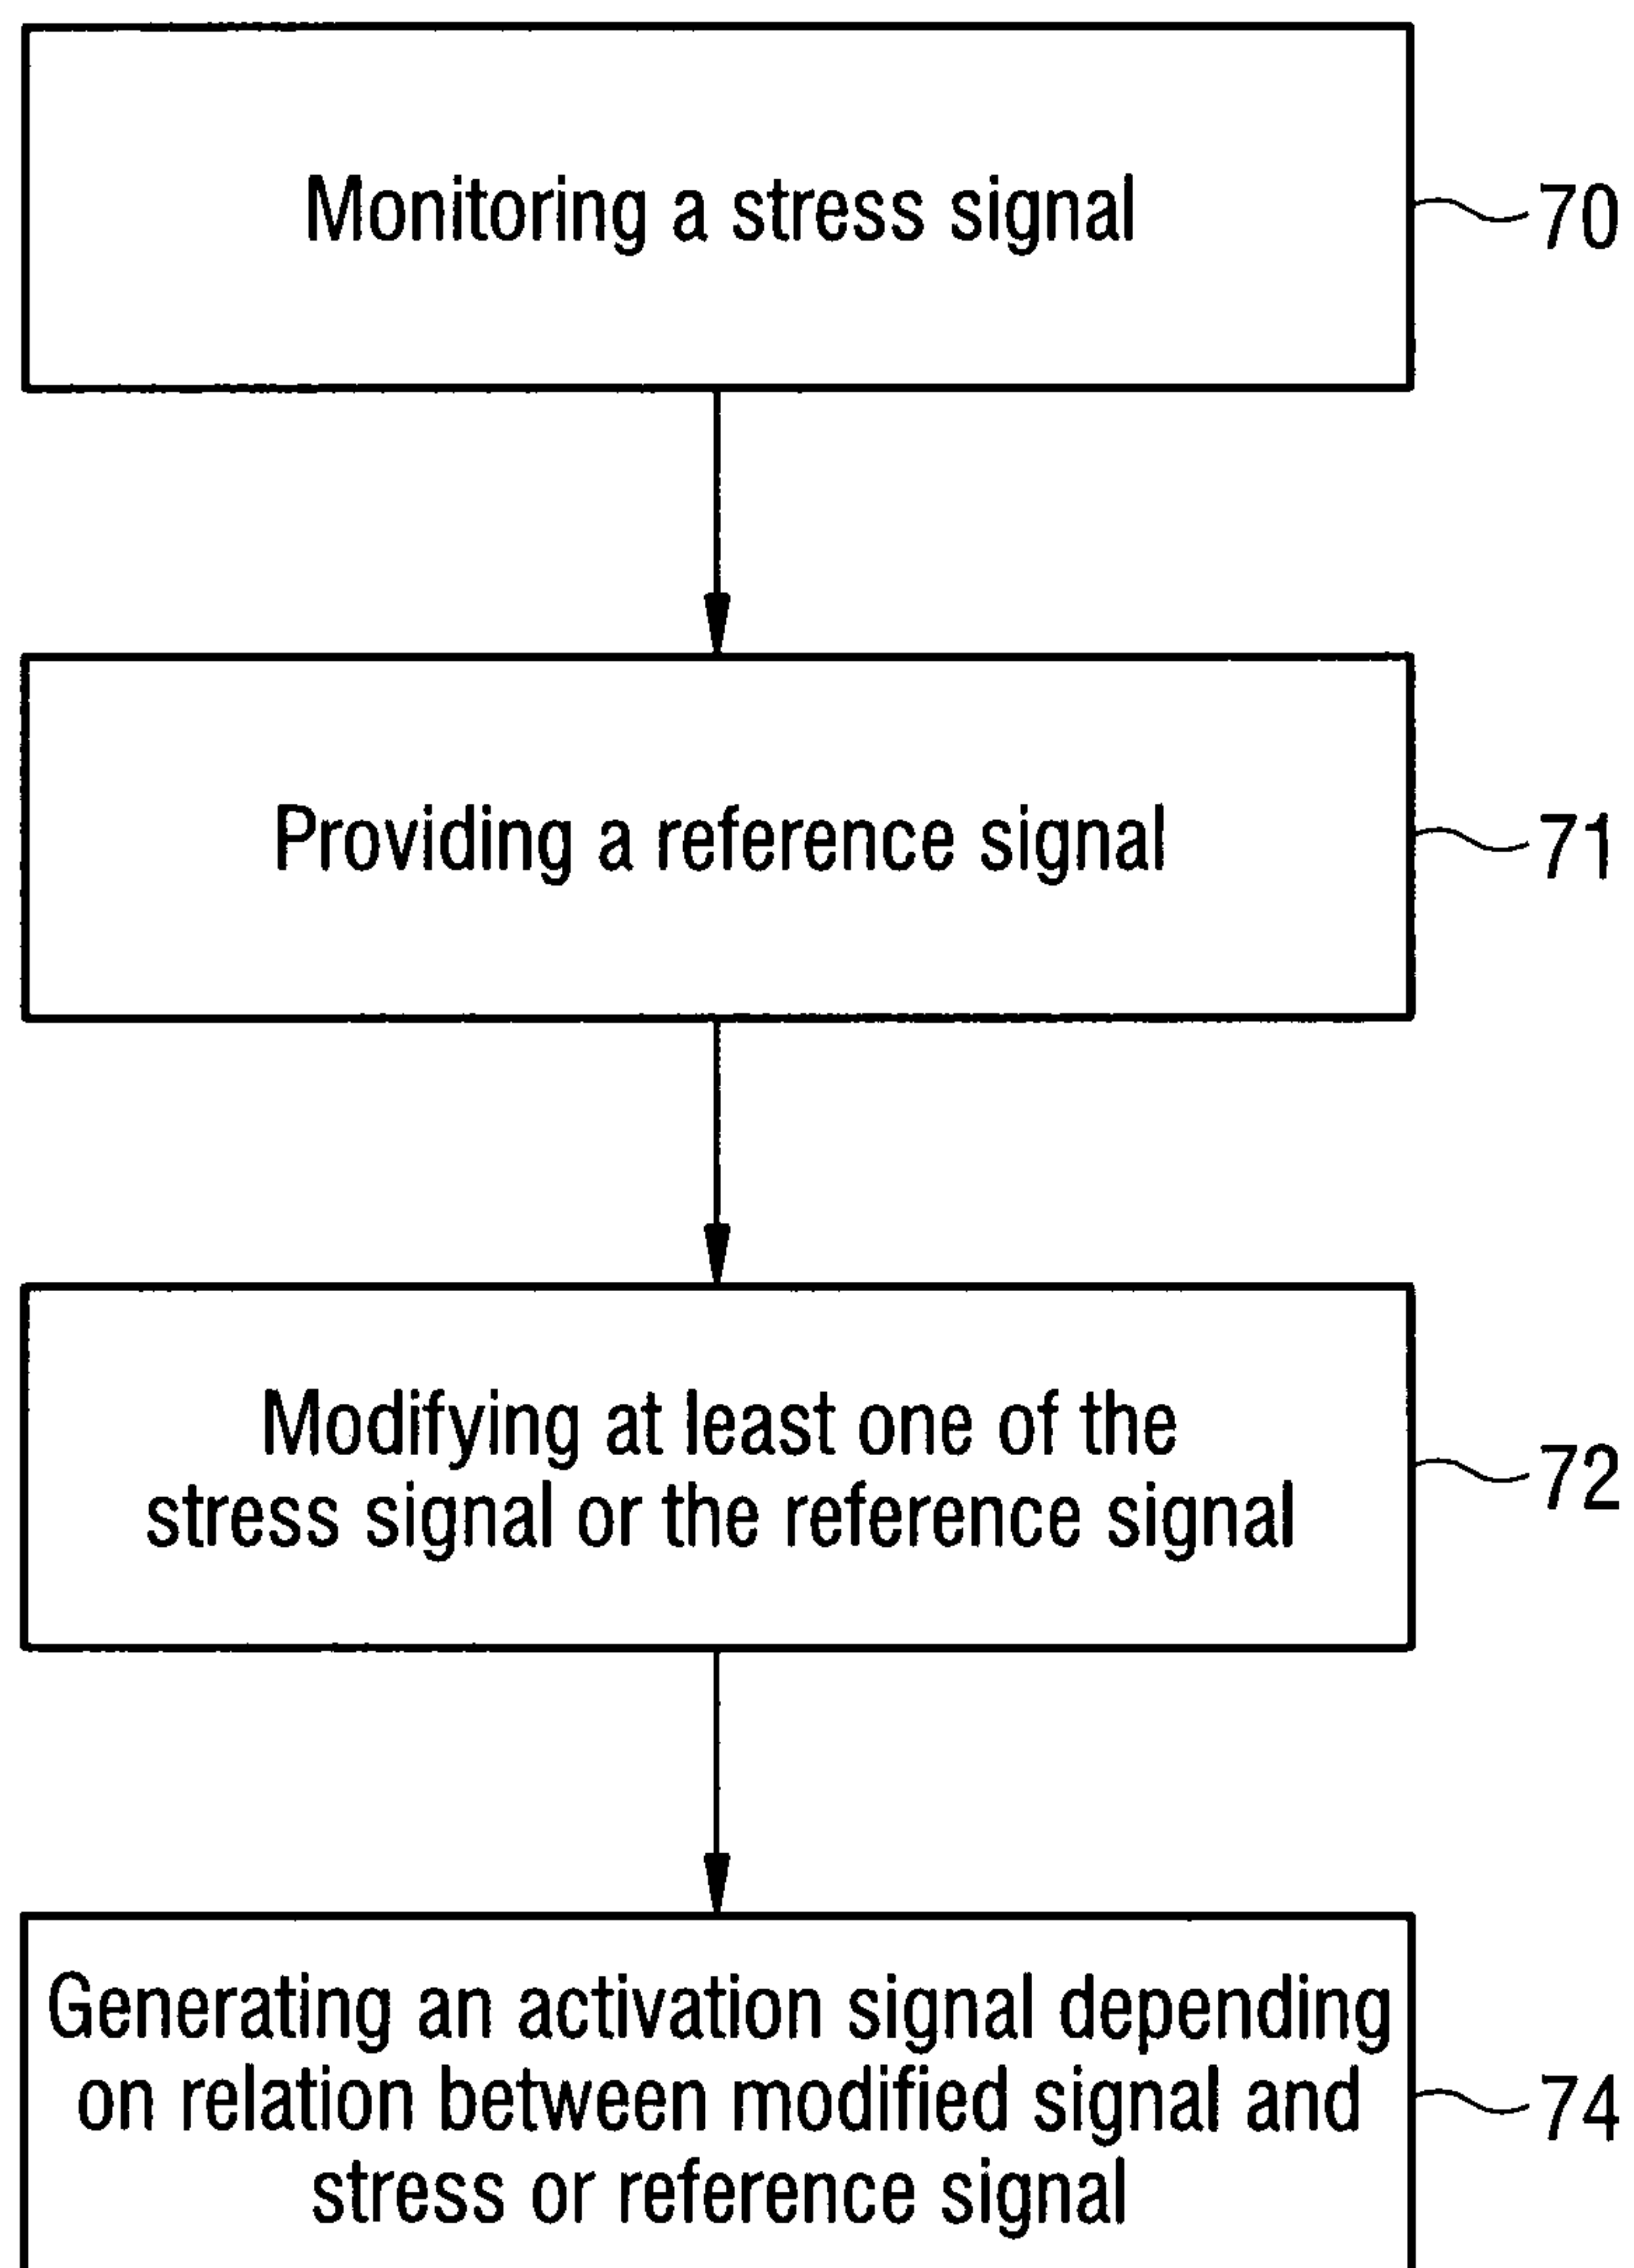 Monitoring a stress signal
70
Providing a reference signal
71
Modifying at least one of the
stress signal or the reference signal
72
Generating an activation signal depending
on relation between modified signal and
stress or reference signal
74